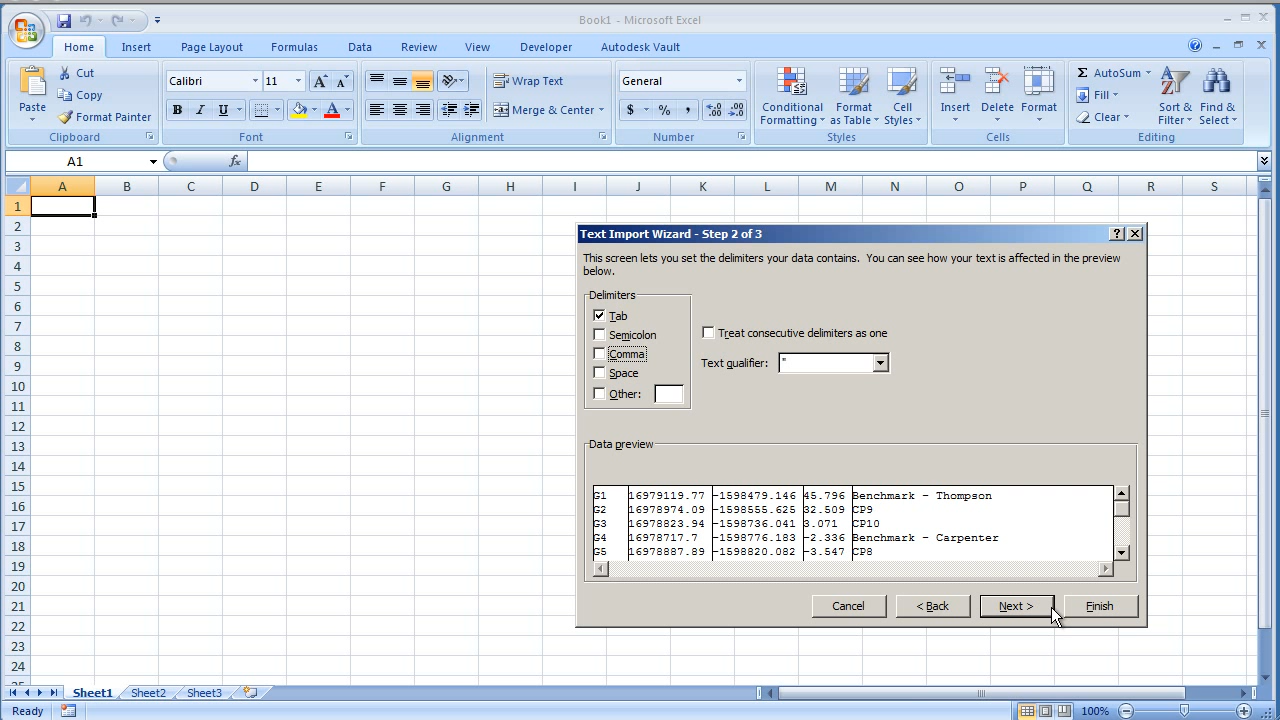 Book1 - Microsoft Excel
Home Insert Page Layout Formulas Data Review View Developer Autodesk Vault
Paste
Cut
Copy
Format Painter
Clipboard
Calibri 11
B I U
Font
Wrap Text
Merge & Center
Alignment
General
$ % ,
Number
Conditional Formatting
Format as Table
Cell Styles
Styles
Insert Delete Format
Cells
Σ AutoSum
Fill
Clear
Sort & Filter
Find & Select
Editing
A1
fx
A B C D E F G H I J K L M N O P Q R S
1
2
3
4
5
6
7
8
9
10
11
12
13
14
15
16
17
18
19
20
21
22
23
24
Text Import Wizard - Step 2 of 3
This screen lets you set the delimiters your data contains. You can see how your text is affected in the preview
below.
Delimiters
Tab
Semicolon
Comma
Space
Other:
Treat consecutive delimiters as one
Text qualifier: "
Data preview
G1 16979119.77 -1598479.146 45.796 Benchmark - Thompson
G2 16978974.09 -1598555.625 32.509 CP9
G3 16978823.94 -1598736.041 3.071 CP10
G4 16978717.7 -1598776.183 -2.336 Benchmark - Carpenter
G5 16978887.89 -1598820.082 -3.547 CP8
Cancel < Back Next > Finish
Sheet1 Sheet2 Sheet3
Ready
100%